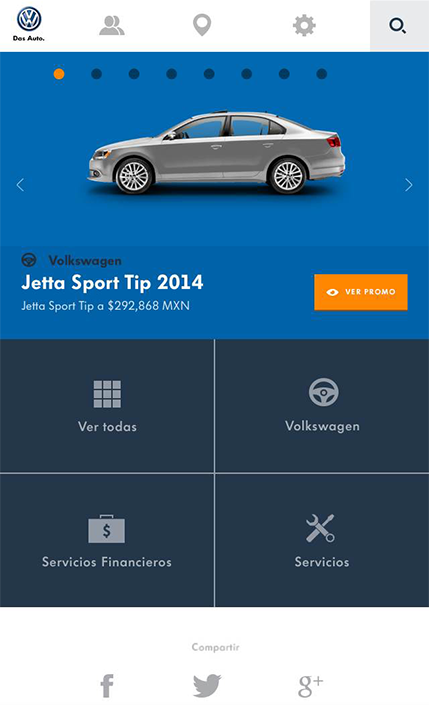 Das Auto.
Volkswagen
Jetta Sport Tip 2014
Jetta Sport Tip a $292,868 MXN
VER PROMO
Ver todas
Volkswagen
$
Servicios Financieros
Servicios
Compartir
f
g+